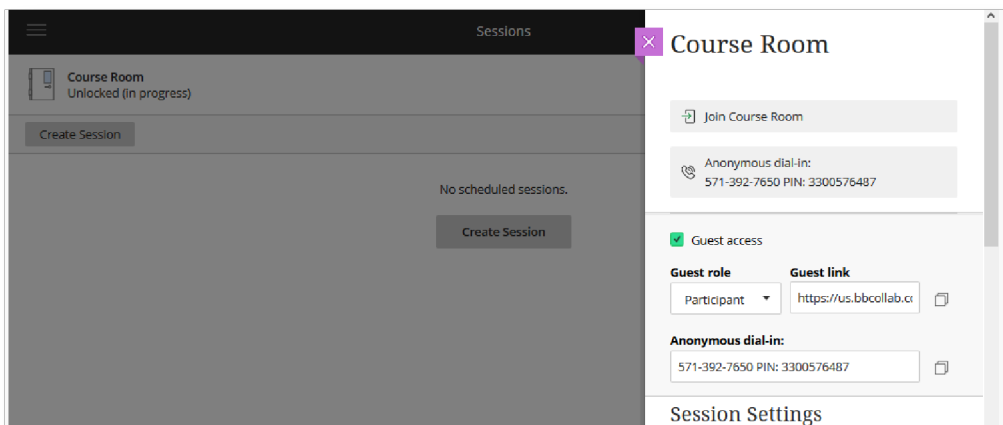 Sessions
Course Room
Unlocked (in progress)
Create Session
No scheduled sessions.
Create Session
Course Room
Join Course Room
Anonymous dial-in:
571-392-7650 PIN: 3300576487
Guest access
Guest role Guest link
Participant https://us.bbcollab.c
Anonymous dial-in:
571-392-7650 PIN: 3300576487
Session Settings